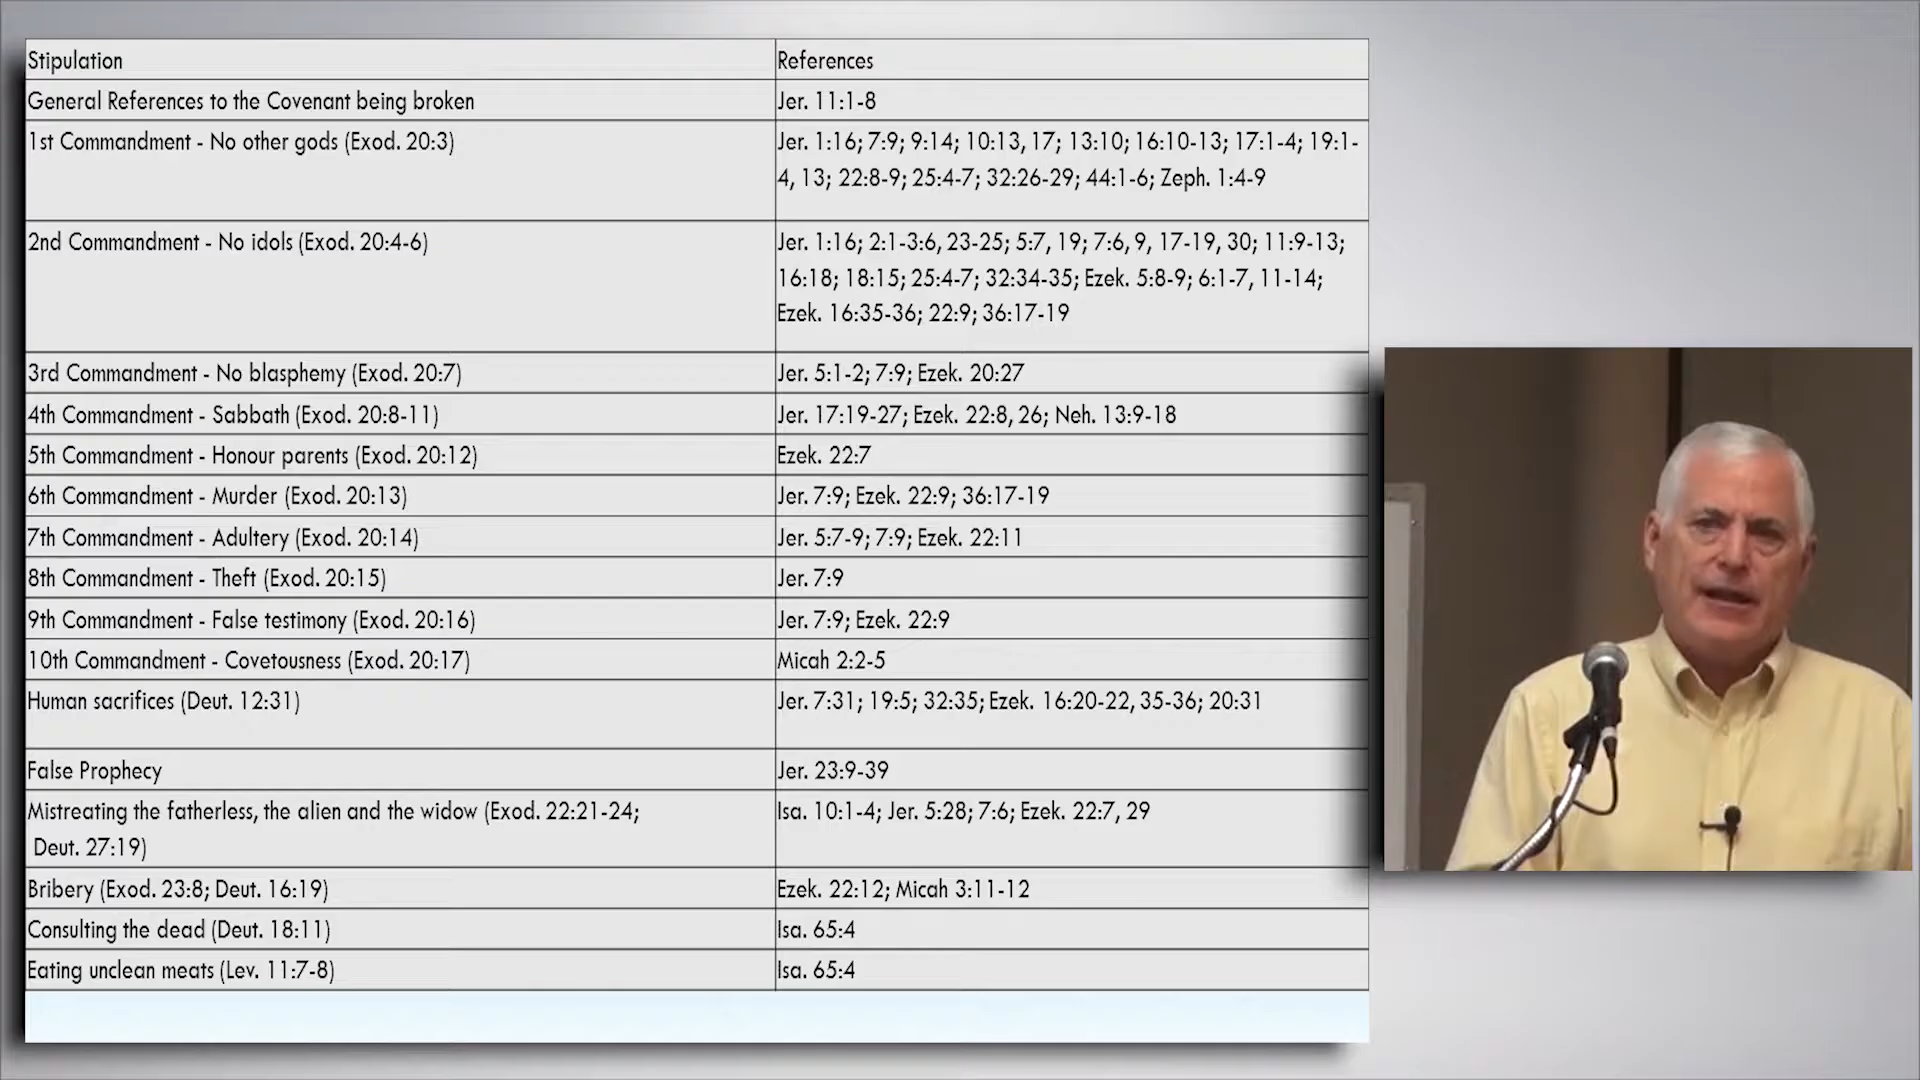 Stipulation
References
General References to the Covenant being broken
Jer. 11:1-8
1st Commandment - No other gods (Exod. 20:3)
Jer. 1:16; 7:9; 9:14; 10:13, 17; 13:10; 16:10-13; 17:1-4; 19:1-
4, 13; 22:8-9; 25:4-7; 32:26-29; 44:1-6; Zeph. 1:4-9
2nd Commandment - No idols (Exod. 20:4-6)
Jer. 1:16; 2:1-3:6, 23-25; 5:7, 19; 7:6, 9, 17-19, 30; 11:9-13;
16:18; 18:15; 25:4-7; 32:34-35; Ezek. 5:8-9; 6:1-7, 11-14;
Ezek. 16:35-36; 22:9; 36:17-19
3rd Commandment - No blasphemy (Exod. 20:7)
Jer. 5:1-2; 7:9; Ezek. 20:27
4th Commandment - Sabbath (Exod. 20:8-11)
Jer. 17:19-27; Ezek. 22:8, 26; Neh. 13:9-18
5th Commandment - Honour parents (Exod. 20:12)
Ezek. 22:7
6th Commandment - Murder (Exod. 20:13)
Jer. 7:9; Ezek. 22:9; 36:17-19
7th Commandment - Adultery (Exod. 20:14)
Jer. 5:7-9; 7:9; Ezek. 22:11
8th Commandment - Theft (Exod. 20:15)
Jer. 7:9
9th Commandment - False testimony (Exod. 20:16)
Jer. 7:9; Ezek. 22:9
10th Commandment - Covetousness (Exod. 20:17)
Micah 2:2-5
Human sacrifices (Deut. 12:31)
Jer. 7:31; 19:5; 32:35; Ezek. 16:20-22, 35-36; 20:31
False Prophecy
Jer. 23:9-39
Mistreating the fatherless, the alien and the widow (Exod. 22:21-24;
Deut. 27:19)
Isa. 10:1-4; Jer. 5:28; 7:6; Ezek. 22:7, 29
Bribery (Exod. 23:8; Deut. 16:19)
Ezek. 22:12; Micah 3:11-12
Consulting the dead (Deut. 18:11)
Isa. 65:4
Eating unclean meats (Lev. 11:7-8)
Isa. 65:4